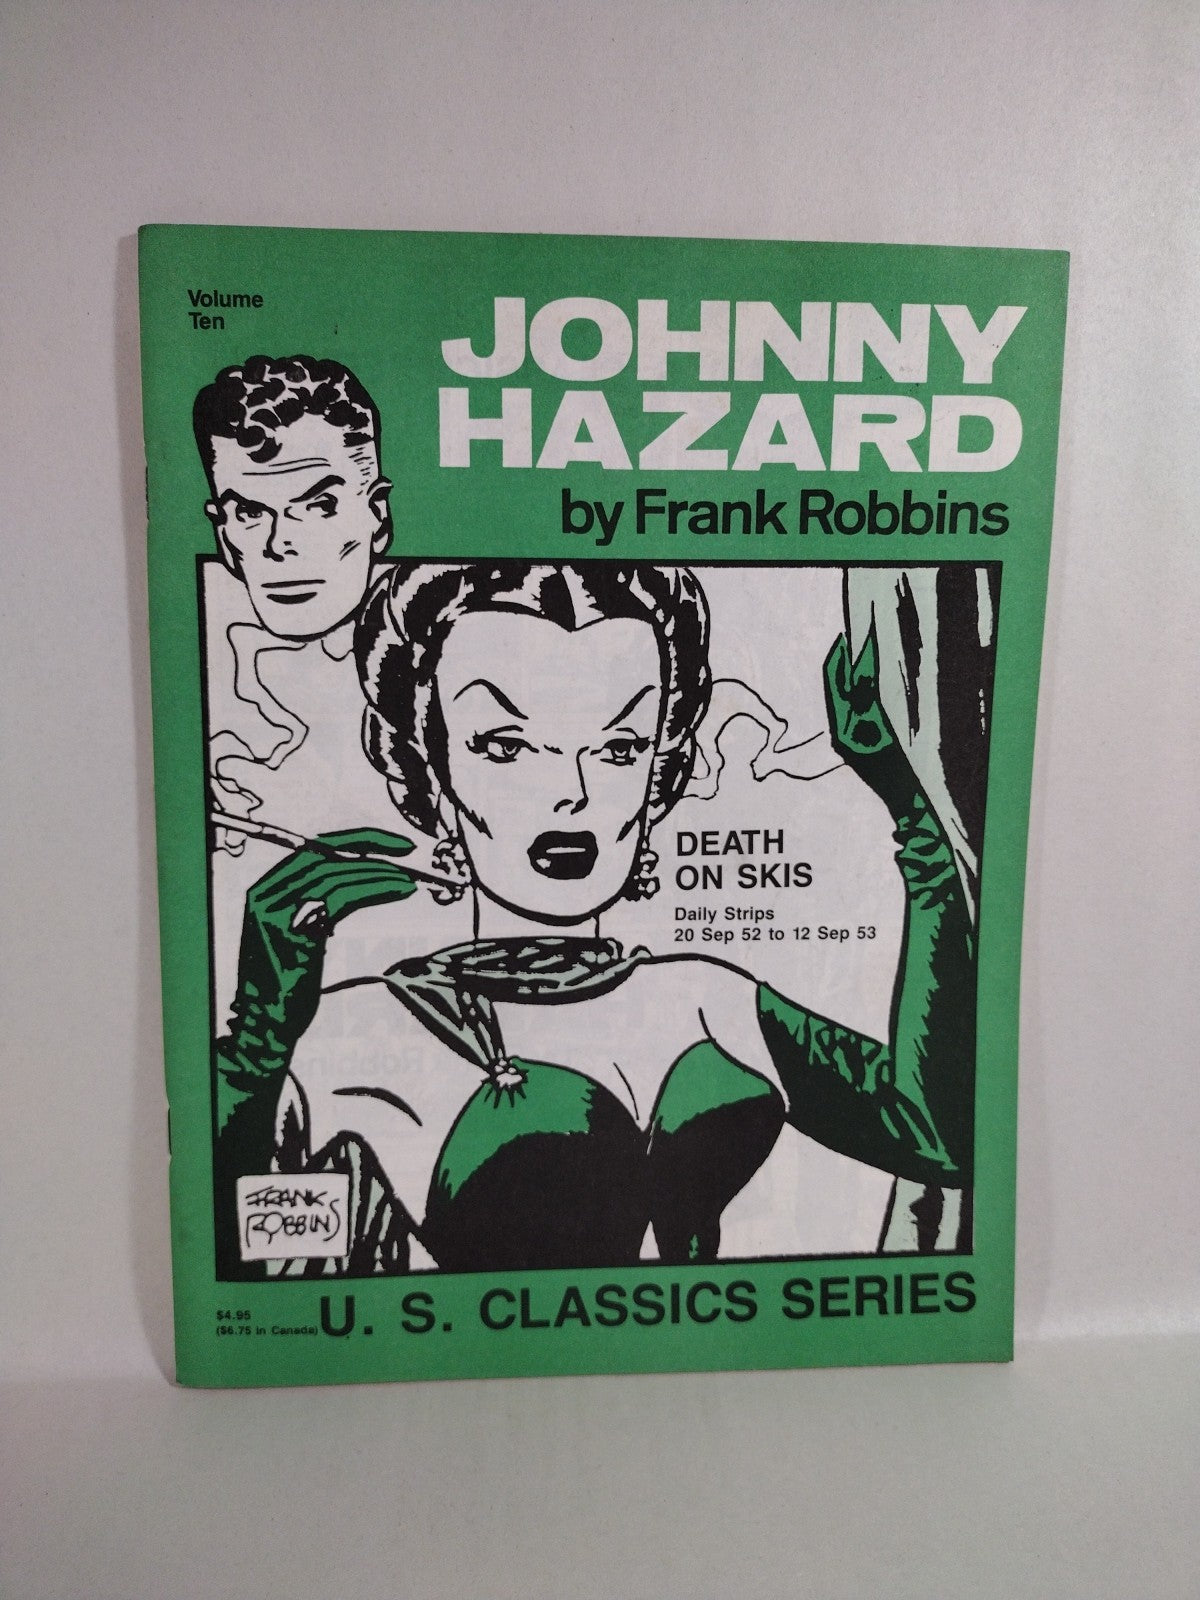 Volume
Ten
JOHNNY
HAZARD
by Frank Robbins
DEATH
ON SKIS
Daily Strips
20 Sep 52 to 12 Sep 53
FRANK
ROBBINS
$4.95
($6.75 in Canada)
U. S. CLASSICS SERIES